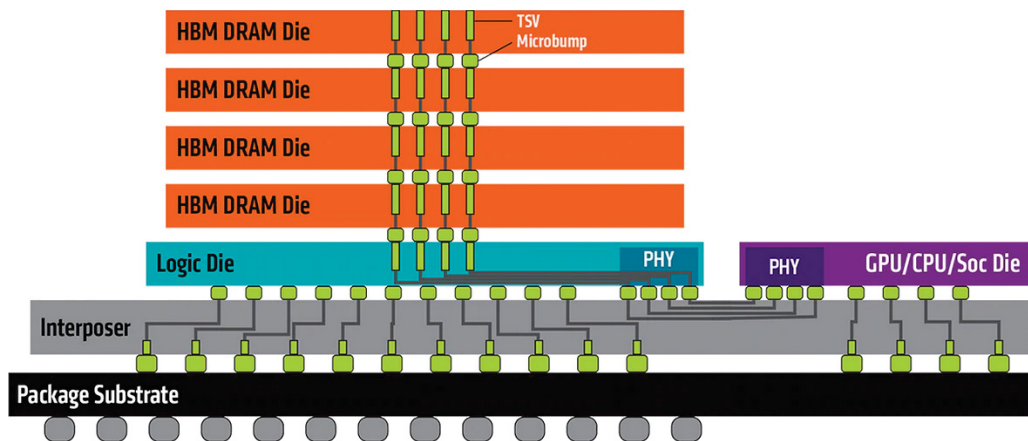 HBM DRAM Die
TSV
Microbump
HBM DRAM Die
HBM DRAM Die
HBM DRAM Die
Logic Die
PHY
PHY
GPU/CPU/Soc Die
Interposer
Package Substrate